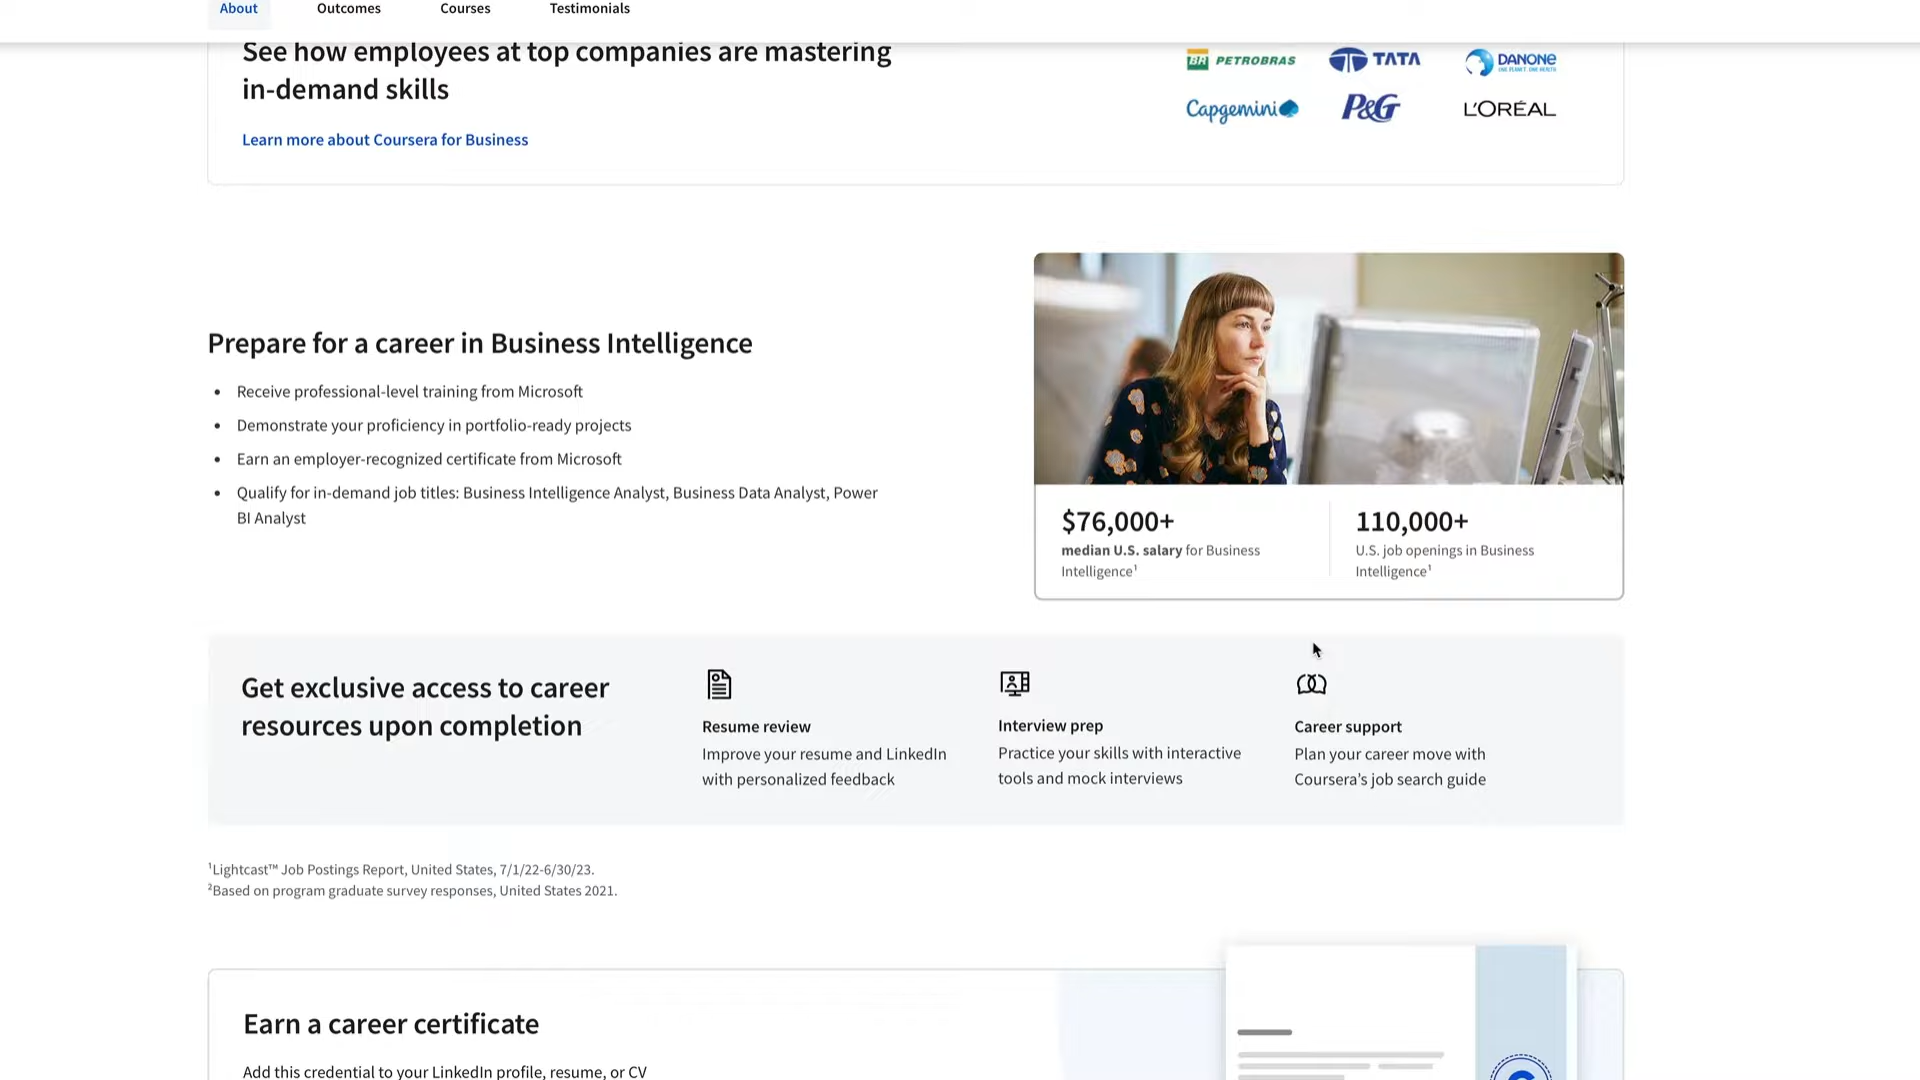 About
Outcomes
Courses
Testimonials
See how employees at top companies are mastering
in-demand skills
Learn more about Coursera for Business
BR PETROBRAS
TATA
DANONE
ONE PLANET. ONE HEALTH
Capgemini
P&G
L'ORÉAL
Prepare for a career in Business Intelligence
• Receive professional-level training from Microsoft
• Demonstrate your proficiency in portfolio-ready projects
• Earn an employer-recognized certificate from Microsoft
• Qualify for in-demand job titles: Business Intelligence Analyst, Business Data Analyst, Power
BI Analyst
$76,000+
median U.S. salary for Business
Intelligence¹
110,000+
U.S. job openings in Business
Intelligence¹
Get exclusive access to career
resources upon completion
Resume review
Improve your resume and LinkedIn
with personalized feedback
Interview prep
Practice your skills with interactive
tools and mock interviews
Career support
Plan your career move with
Coursera’s job search guide
¹Lightcast™ Job Postings Report, United States, 7/1/22-6/30/23.
²Based on program graduate survey responses, United States 2021.
Earn a career certificate
Add this credential to your LinkedIn profile, resume, or CV